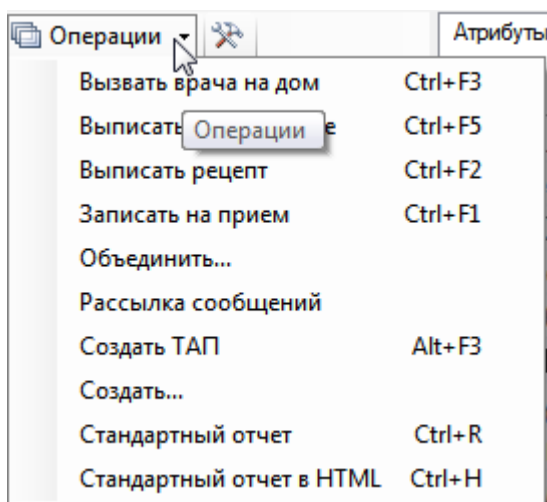 Операции Атрибуты
Вызвать врача на дом Ctrl+F3
Выписать е Ctrl+F5
Операции
Выписать рецепт Ctrl+F2
Записать на прием Ctrl+F1
Объединить...
Рассылка сообщений
Создать ТАП Alt+F3
Создать...
Стандартный отчет Ctrl+R
Стандартный отчет в HTML Ctrl+H